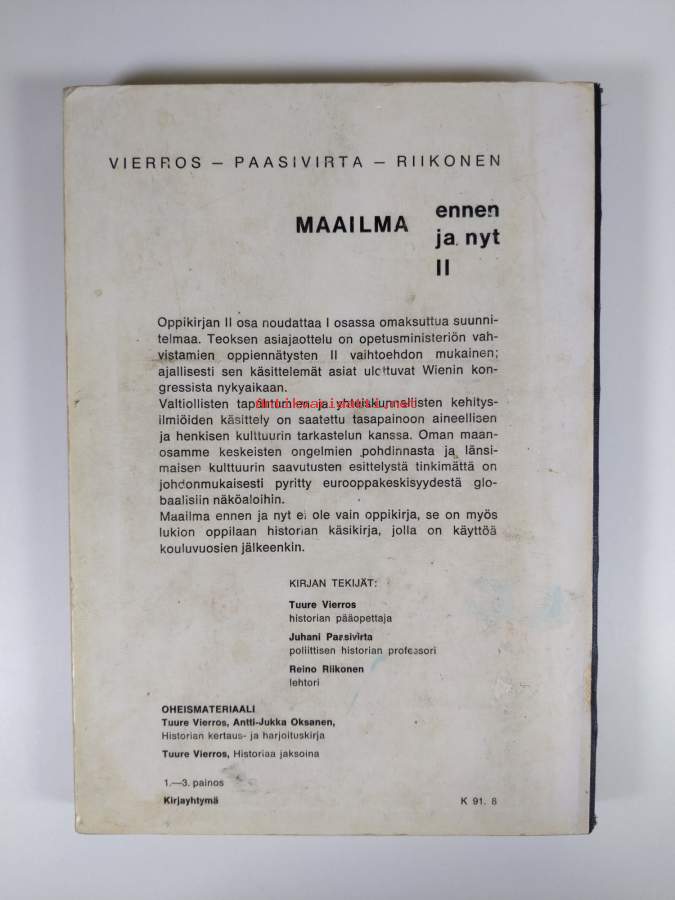 VIERROS — PAASIVIRTA — RIIKONEN
MAAILMA ennen
ja nyt
II
Oppikirjan II osa noudattaa I osassa omaksuttua suunni-
telmaa. Teoksen asiajaottelu on opetusministeriön vah-
vistamien oppiennätysten II vaihtoehdon mukainen;
ajallisesti sen käsittelemät asiat ulottuvat Wienin kon-
gressista nykyaikaan.
Valtiollisten tapahtumien ja yhteiskunnallisten kehitys-
antikvariaatti.net
ilmiöiden käsittely on saatettu tasapainoon aineellisen
ja henkisen kulttuurin tarkastelun kanssa. Oman maan-
osamme keskeisten ongelmien pohdinnasta ja länsi-
maisen kulttuurin saavutusten esittelystä tinkimättä on
johdonmukaisesti pyritty eurooppakeskisyydestä glo-
baalisiin näköaloihin.
Maailma ennen ja nyt ei ole vain oppikirja, se on myös
lukion oppilaan historian käsikirja, jolla on käyttöä
kouluvuosien jälkeenkin.
KIRJAN TEKIJÄT:
Tuure Vierros
historian pääopettaja
Juhani Paasivirta
poliittisen historian professori
Reino Riikonen
lehtori
OHEISMATERIAALI
Tuure Vierros, Antti-Jukka Oksanen,
Historian kertaus- ja harjoituskirja
Tuure Vierros, Historiaa jaksoina
1.—3. painos
Kirjayhtymä K 91. 8